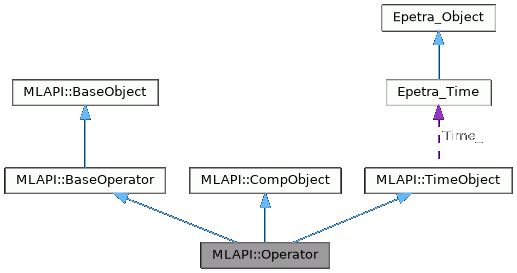 Epetra_Object
MLAPI::BaseObject
Epetra_Time
Time_
MLAPI::BaseOperator
MLAPI::CompObject
MLAPI::TimeObject
MLAPI::Operator